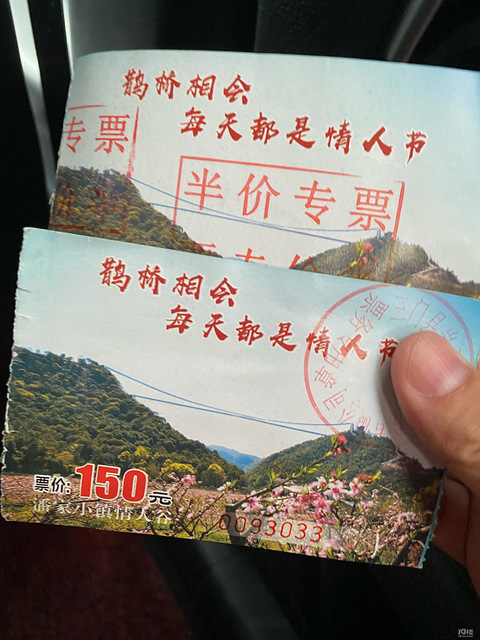 鹊桥相会
每天都是情人节
专票
半价专票
鹊桥相会
每天都是情人节
票价:150元
潘家小镇情人谷
0093033